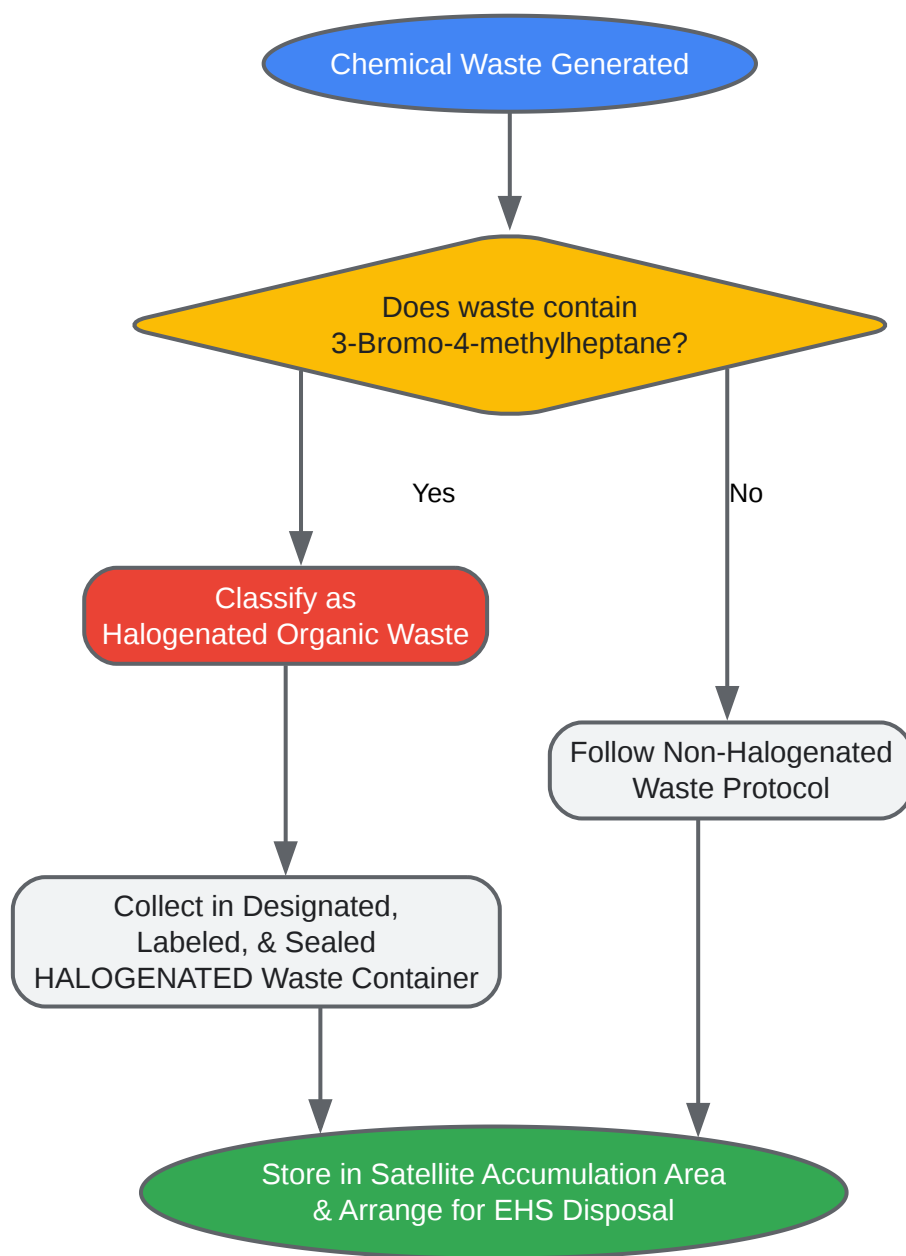 Chemical Waste Generated
Does waste contain
3-Bromo-4-methylheptane?
Yes
No
Classify as
Halogenated Organic Waste
Follow Non-Halogenated
Waste Protocol
Collect in Designated,
Labeled, & Sealed
HALOGENATED Waste Container
Store in Satellite Accumulation Area
& Arrange for EHS Disposal